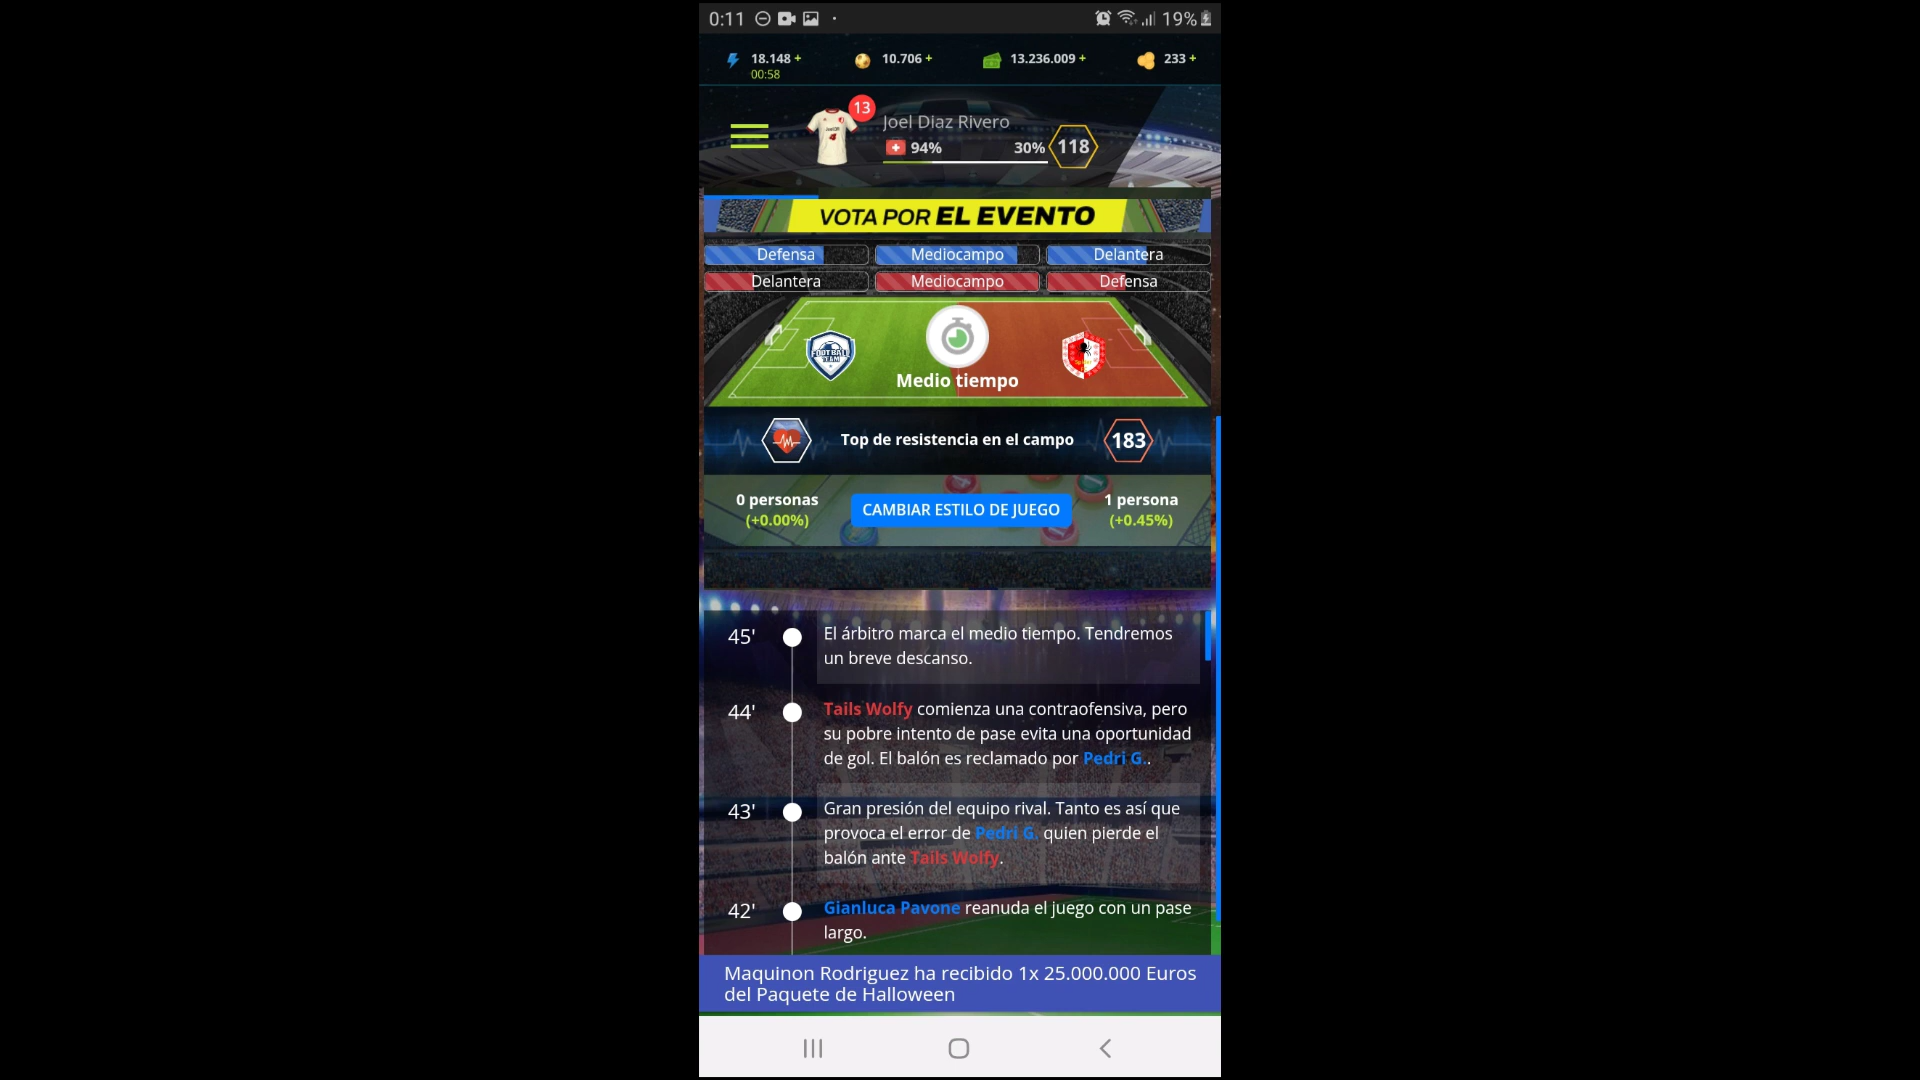 0:11 19%
18.148 + 10.706 + 13.236.009 + 233 +
00:58
13
Joel Diaz Rivero
94% 30% 118
VOTA POR EL EVENTO
Defensa Mediocampo Delantera
Delantera Mediocampo Defensa
FOOTBALL
TEAM
Medio tiempo
Top de resistencia en el campo 183
0 personas CAMBIAR ESTILO DE JUEGO 1 persona
(+0.00%) (+0.45%)
45' El árbitro marca el medio tiempo. Tendremos
un breve descanso.
44' Tails Wolfy comienza una contraofensiva, pero
su pobre intento de pase evita una oportunidad
de gol. El balón es reclamado por Pedri G..
43' Gran presión del equipo rival. Tanto es así que
provoca el error de Pedri G. quien pierde el
balón ante Tails Wolfy.
42' Gianluca Pavone reanuda el juego con un pase
largo.
Maquinon Rodriguez ha recibido 1x 25.000.000 Euros
del Paquete de Halloween